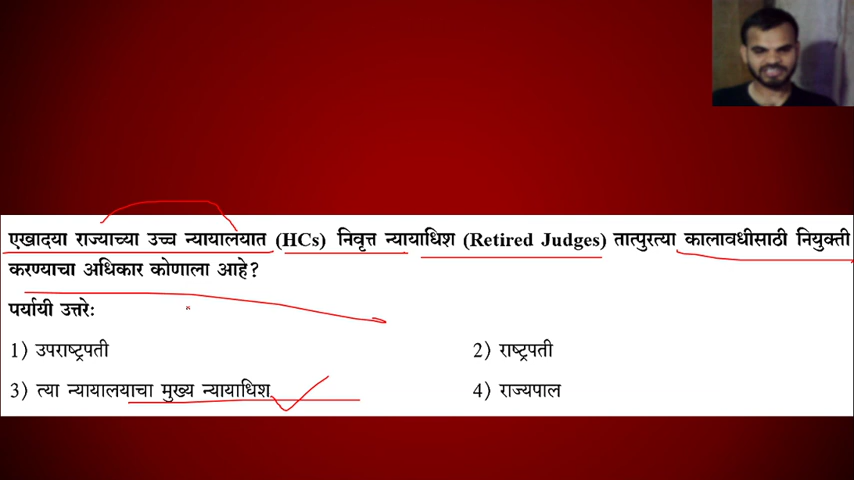 एखादया राज्याच्या उच्च न्यायालयात (HCs) निवृत्त न्यायाधिश (Retired Judges) तात्पुरत्या कालावधीसाठी नियुक्ती
करण्याचा अधिकार कोणाला आहे?
पर्यायी उत्तरे:
1) उपराष्ट्रपती 2) राष्ट्रपती
3) त्या न्यायालयाचा मुख्य न्यायाधिश 4) राज्यपाल